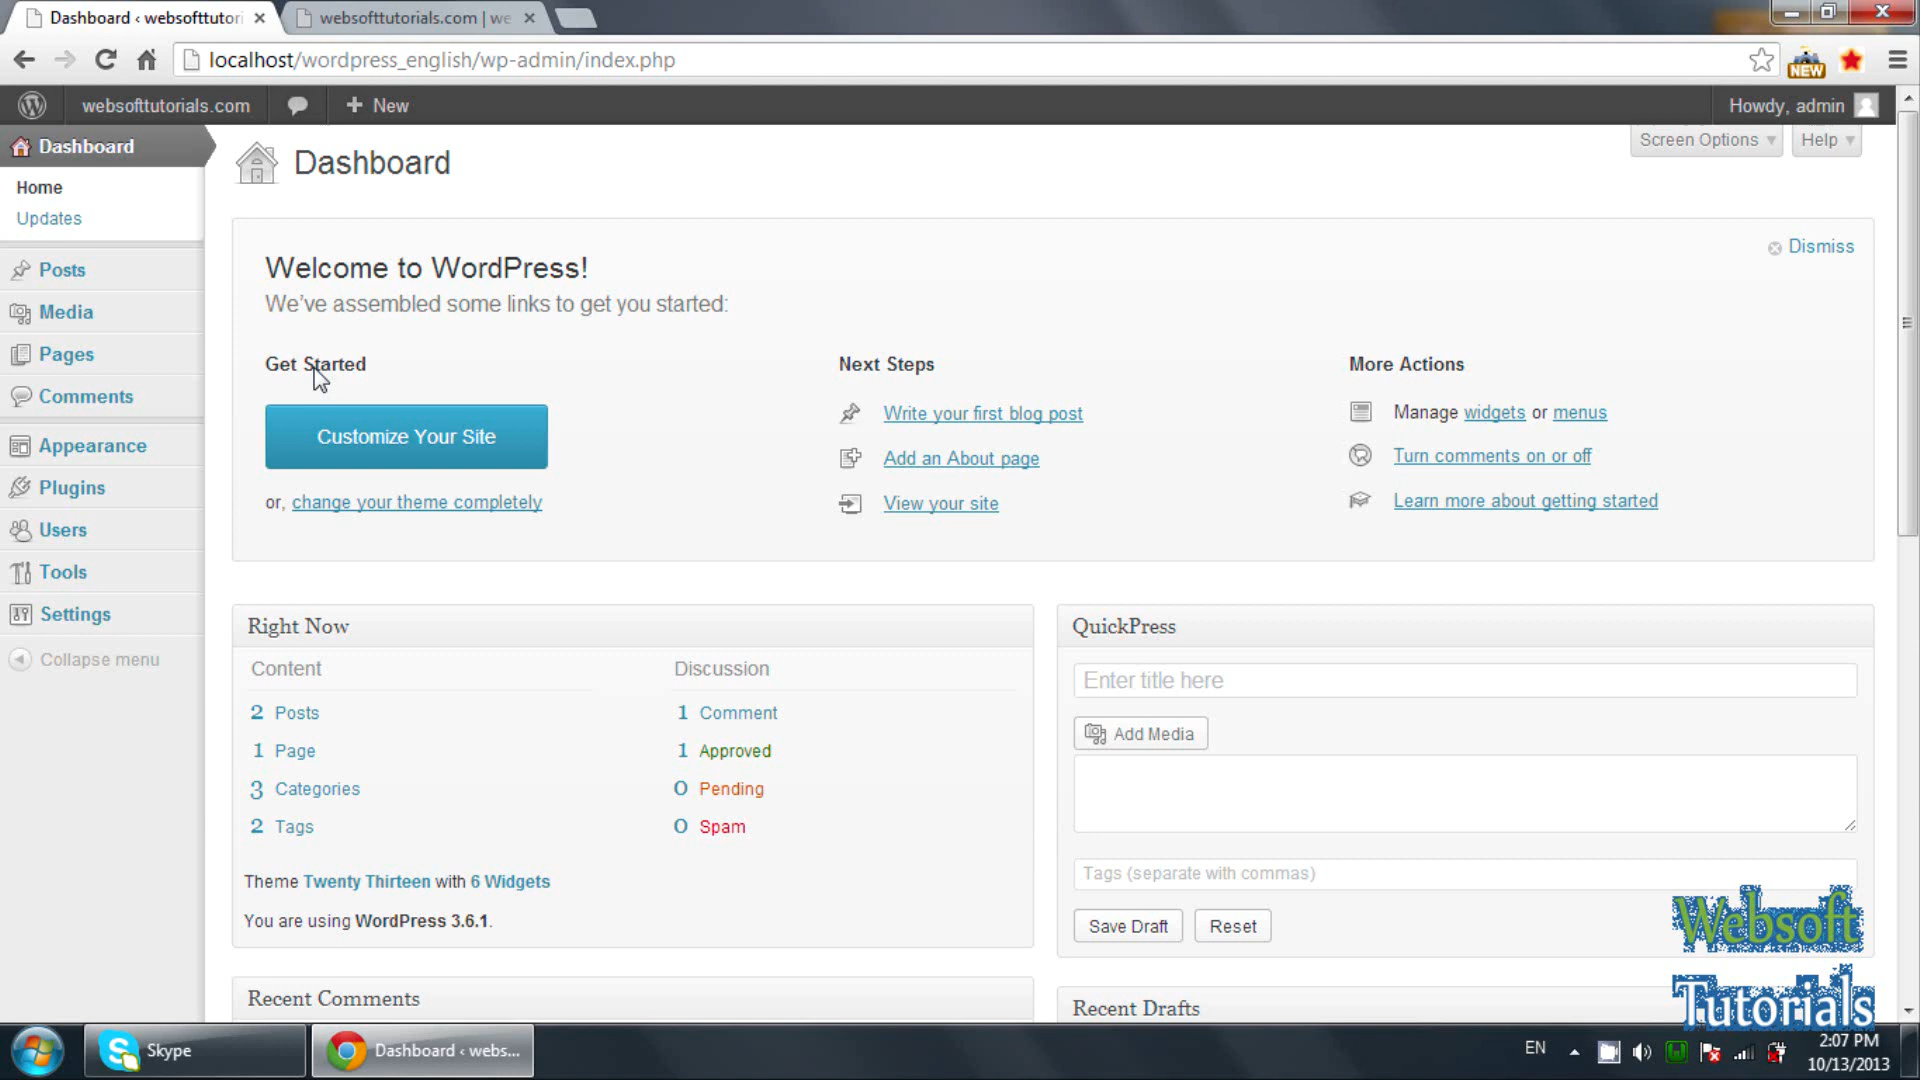 Dashboard ‹ websofttutori
websofttutorials.com | we
localhost/wordpress_english/wp-admin/index.php
NEW
websofttutorials.com
+ New
Howdy, admin
Dashboard
Home
Updates
Posts
Media
Pages
Comments
Appearance
Plugins
Users
Tools
Settings
Collapse menu
Dashboard
Screen Options
Help
Welcome to WordPress!
Dismiss
We've assembled some links to get you started:
Get Started
Customize Your Site
or, change your theme completely
Next Steps
Write your first blog post
Add an About page
View your site
More Actions
Manage widgets or menus
Turn comments on or off
Learn more about getting started
Right Now
Content
2 Posts
1 Page
3 Categories
2 Tags
Discussion
1 Comment
1 Approved
0 Pending
0 Spam
Theme Twenty Thirteen with 6 Widgets
You are using WordPress 3.6.1.
QuickPress
Enter title here
Add Media
Tags (separate with commas)
Save Draft
Reset
Recent Comments
Recent Drafts
Websoft
Tutorials
Skype
Dashboard ‹ webs...
EN
2:07 PM
10/13/2013